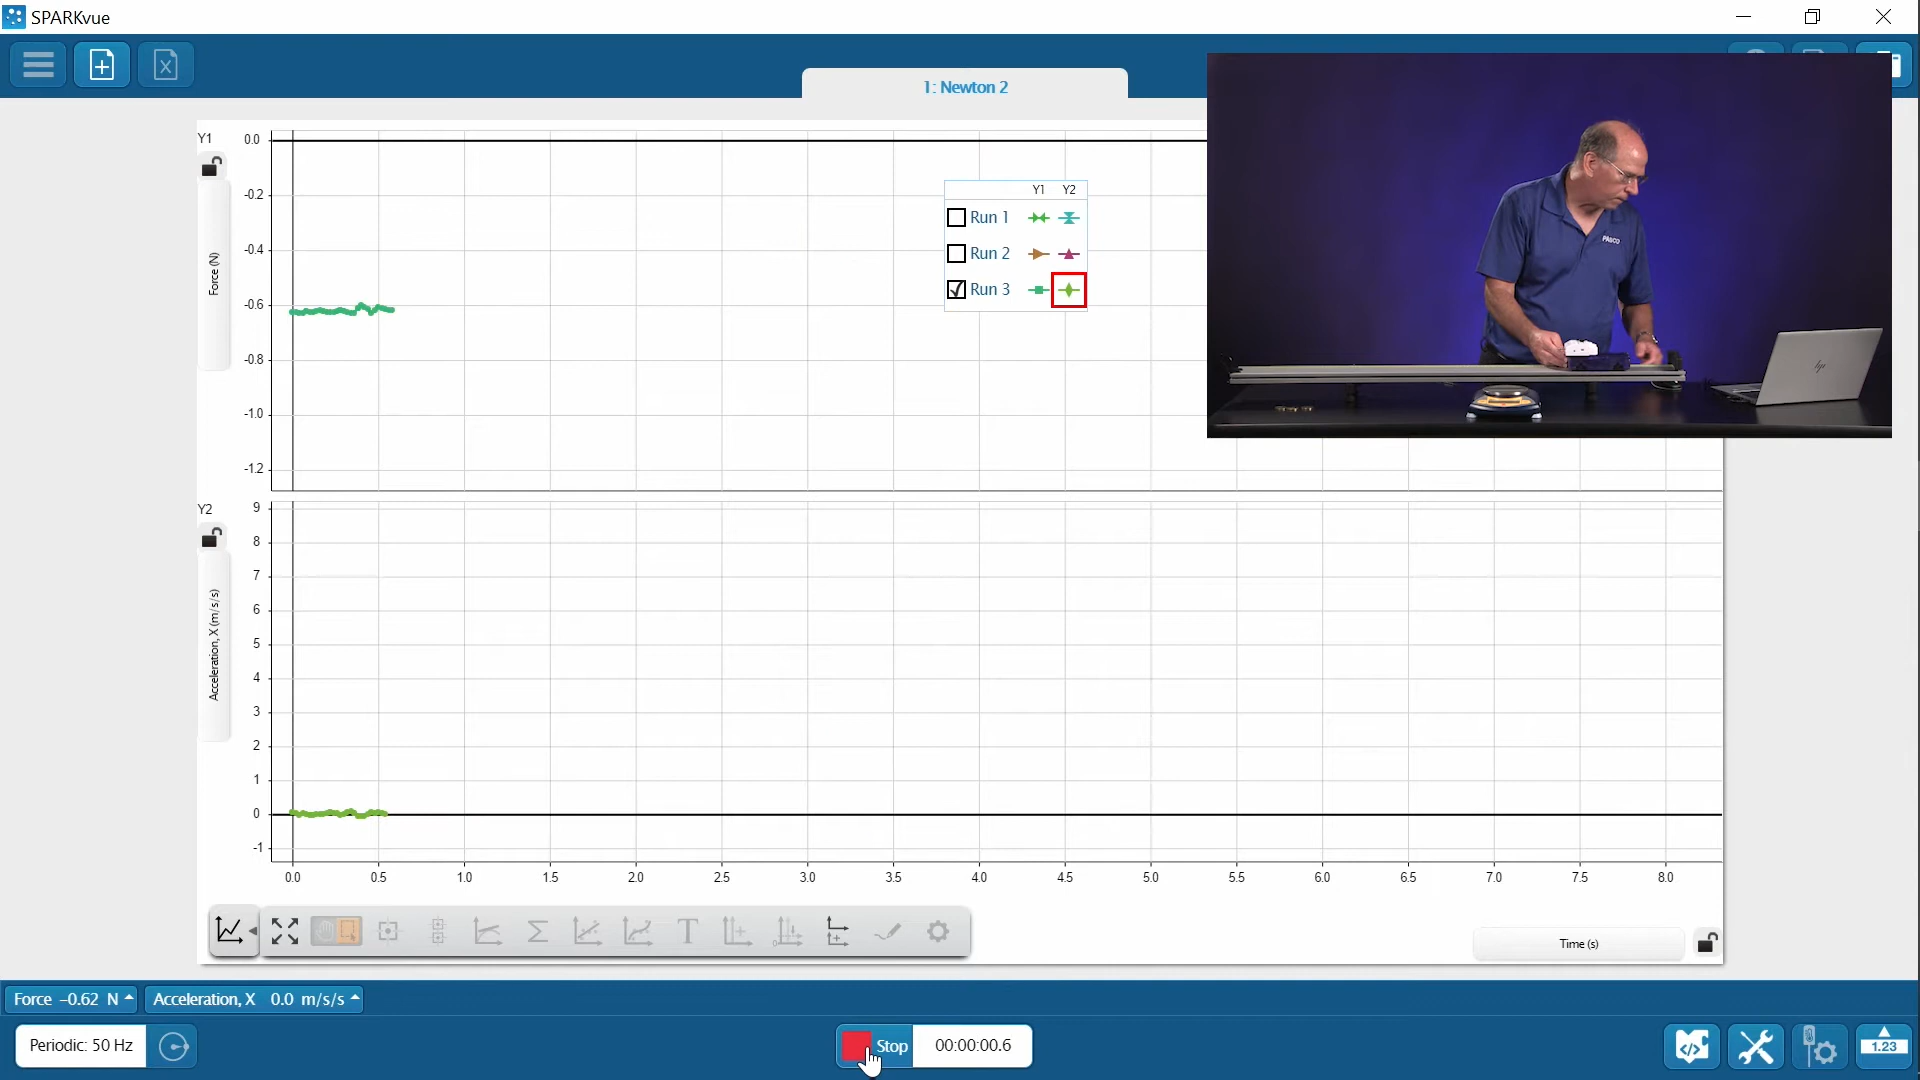 SPARKvue
1: Newton 2
Y1
0.0
-0.2
-0.4
-0.6
-0.8
-1.0
-1.2
Force (N)
Y1 Y2
Run 1
Run 2
Run 3
PASCO
hp
Y2
9
8
7
6
5
4
3
2
1
0
-1
Acceleration, X (m/s/s)
0.0 0.5 1.0 1.5 2.0 2.5 3.0 3.5 4.0 4.5 5.0 5.5 6.0 6.5 7.0 7.5 8.0
Time (s)
Force -0.62 N Acceleration, X 0.0 m/s/s
Periodic: 50 Hz Stop 00:00:00.6 1.23